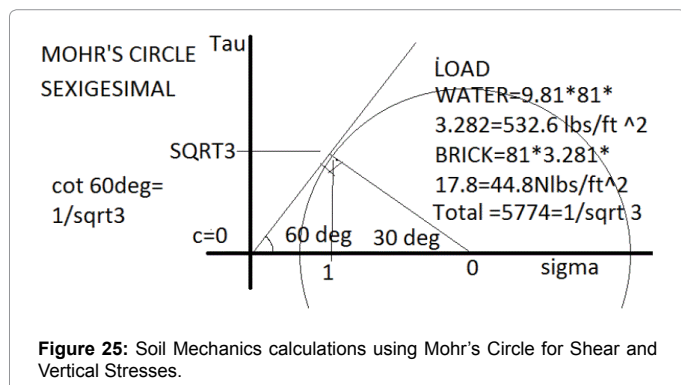 MOHR'S CIRCLE
SEXIGESIMAL
Tau
LOAD
WATER=9.81*81*
3.282=532.6 lbs/ft ^2
BRICK=81*3.281*
17.8=44.8Nlbs/ft^2
Total =5774=1/sqrt 3
SQRT3
cot 60deg=
1/sqrt3
c=0
60 deg
30 deg
1
0
sigma
Figure 25: Soil Mechanics calculations using Mohr's Circle for Shear and
Vertical Stresses.